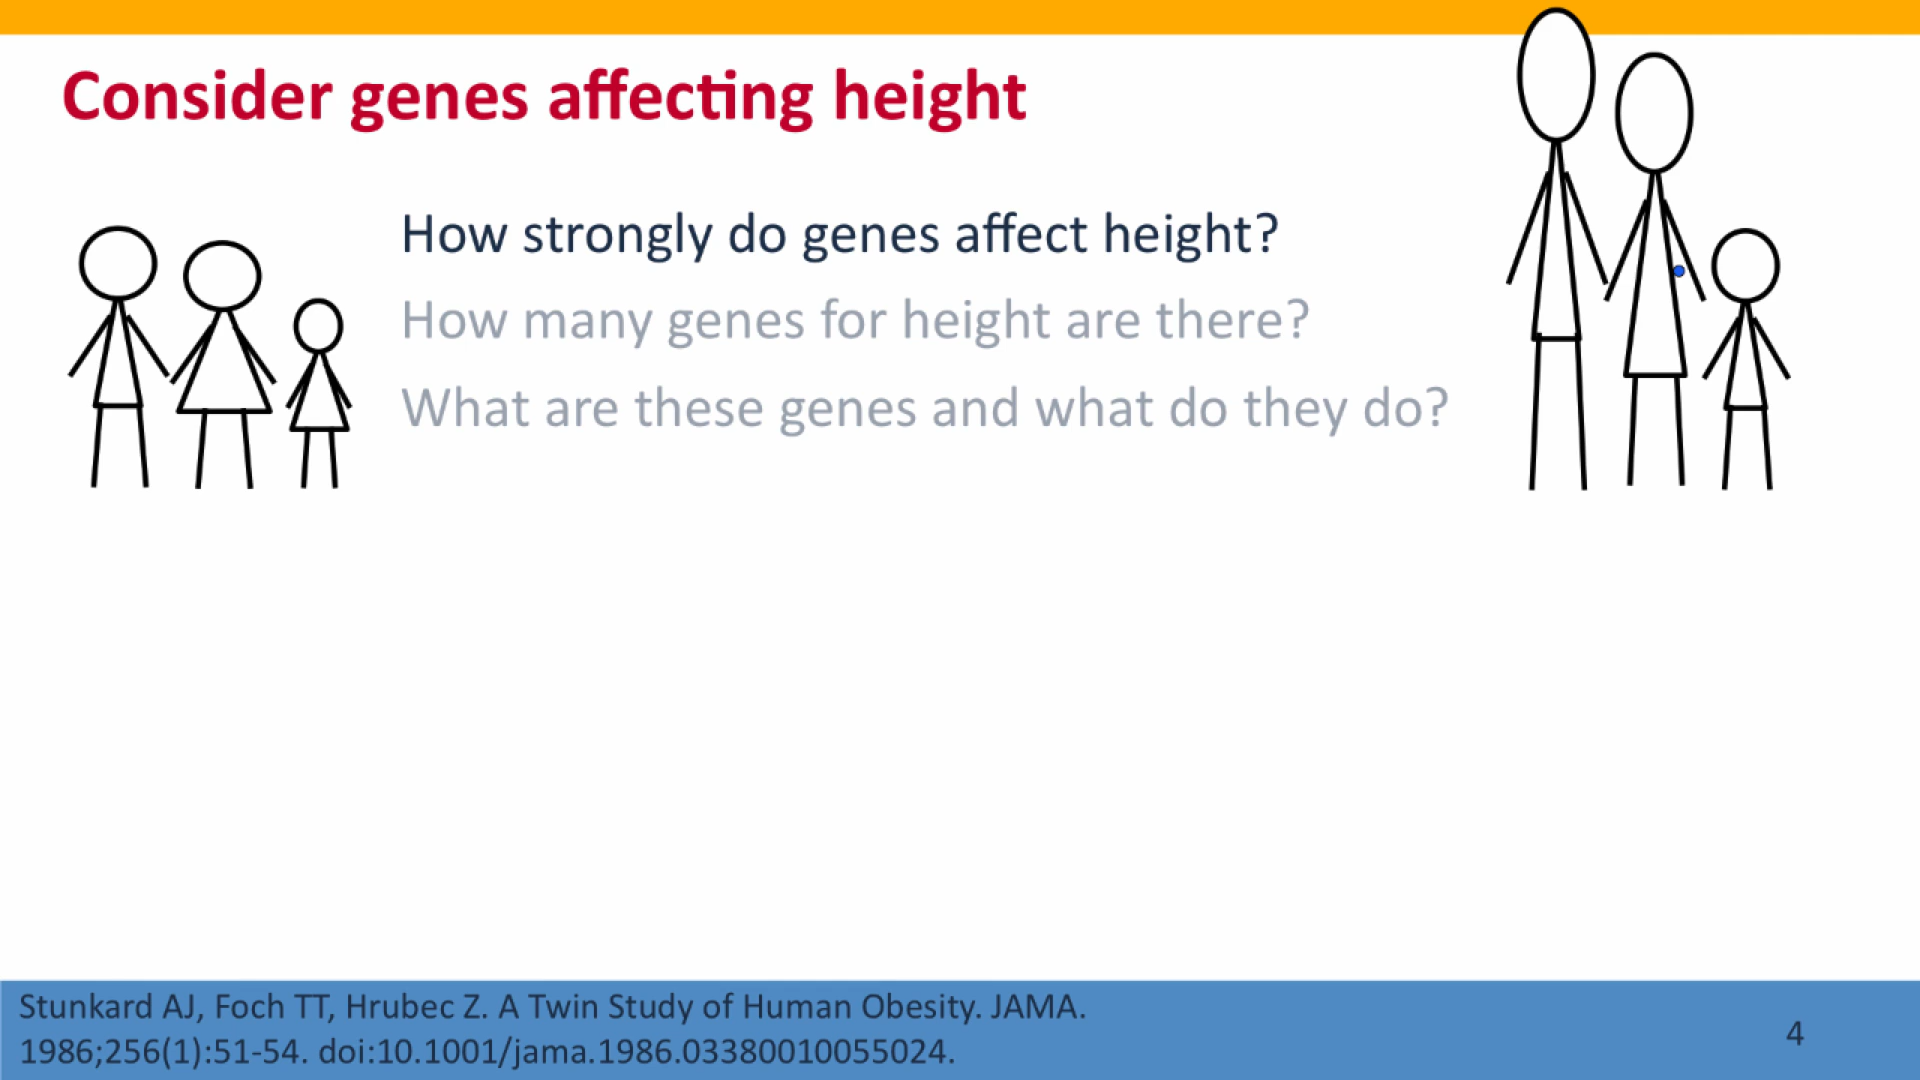 Consider genes affecting height
How strongly do genes affect height?
How many genes for height are there?
What are these genes and what do they do?
Stunkard AJ, Foch TT, Hrubec Z. A Twin Study of Human Obesity. JAMA.
1986;256(1):51-54. doi:10.1001/jama.1986.03380010055024.
4